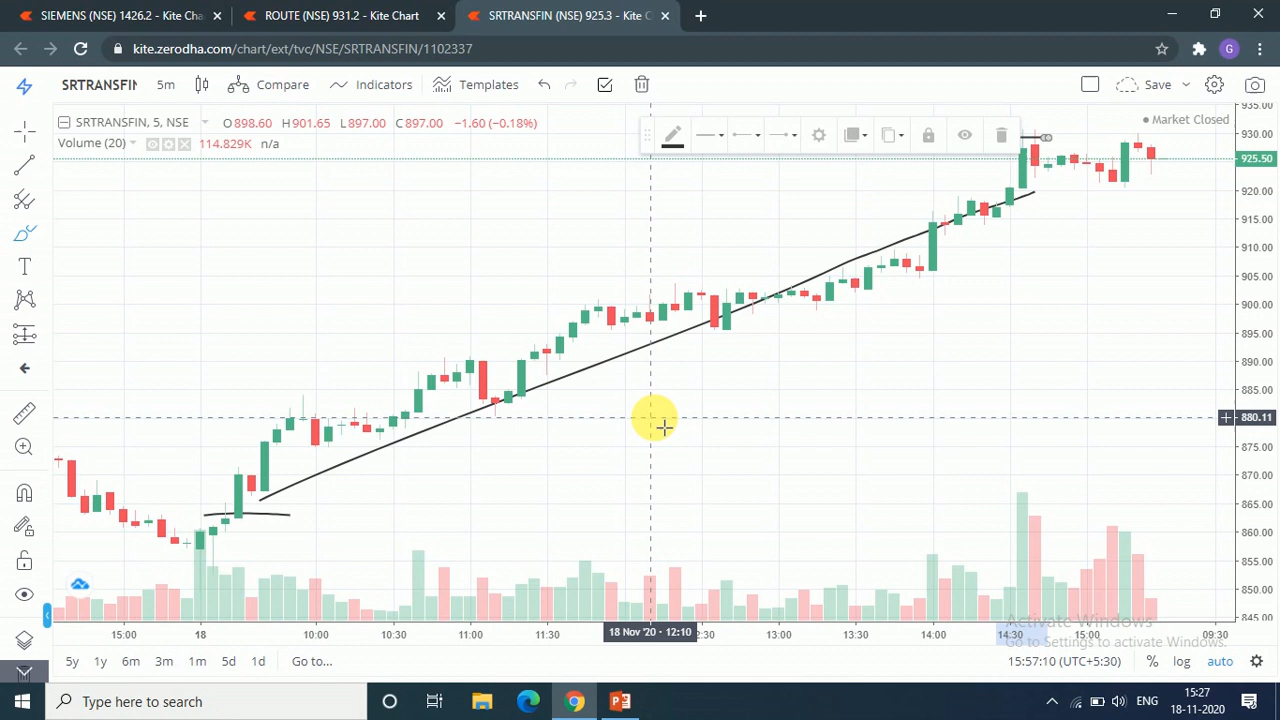 SIEMENS (NSE) 1426.2 - Kite Cha
ROUTE (NSE) 931.2 - Kite Chart
SRTRANSFIN (NSE) 925.3 - Kite C
kite.zerodha.com/chart/ext/tvc/NSE/SRTRANSFIN/1102337
G
SRTRANSFIN
5m
Compare
Indicators
Templates
Save
SRTRANSFIN, 5, NSE
O898.60 H901.65 L897.00 C897.00 −1.60 (−0.18%)
Volume (20)
114.829K n/a
Market Closed
935.00
930.00
925.50
920.00
915.00
910.00
905.00
900.00
895.00
890.00
885.00
880.11
875.00
870.00
865.00
860.00
855.00
850.00
845.00
T
15:00
18
10:00
10:30
11:00
11:30
18 Nov '20 · 12:10
2:30
13:00
13:30
14:00
14:30
15:00
09:30
Activate Windows
Go to Settings to activate Windows.
5y
1y
6m
3m
1m
5d
1d
Go to...
15:57:10 (UTC+5:30)
%
log
auto
Type here to search
ENG
15:27
18-11-2020